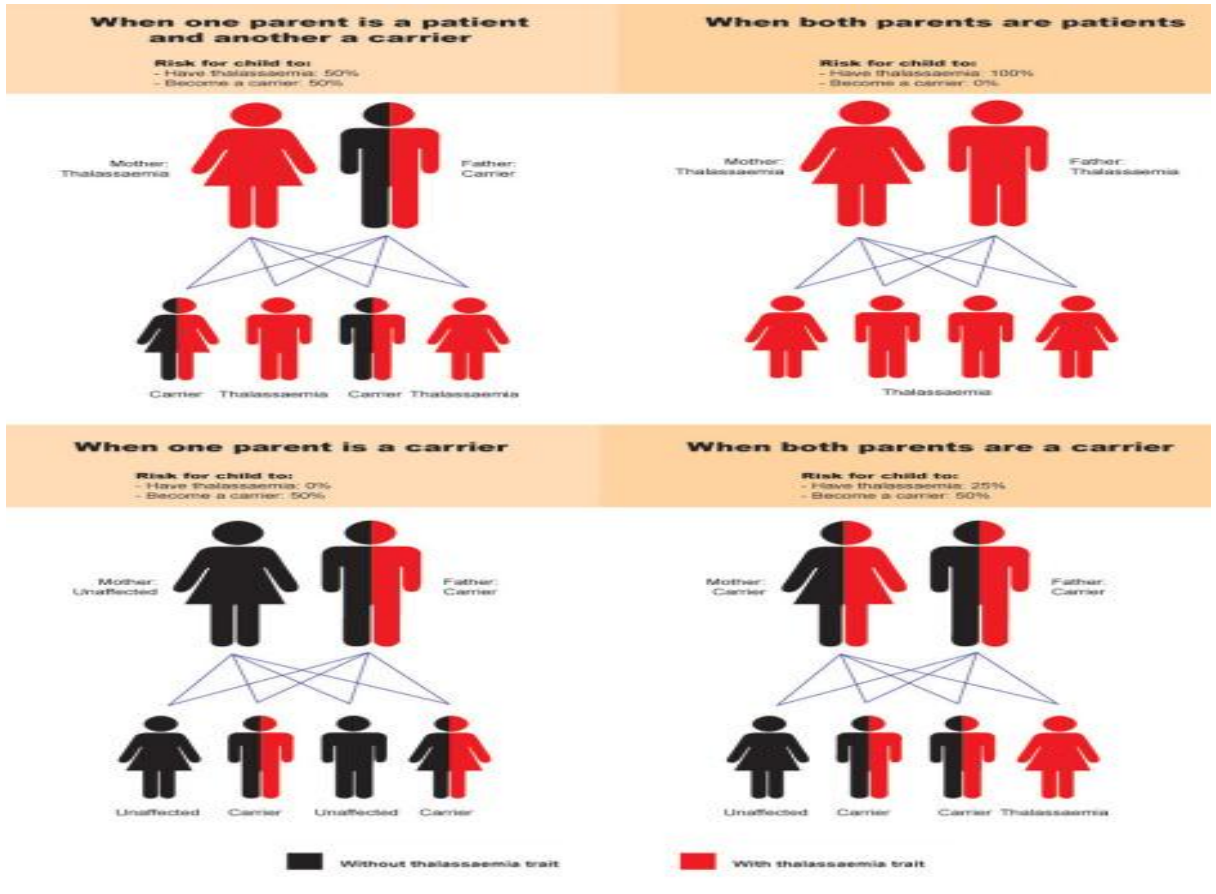 When one parent is a patient
and another a carrier
Risk for child to:
- Have thalassaemia: 50%
- Become a carrier: 50%
Mother:
Thalassaemia
Father:
Carrier
Carrier Thalassaemia Carrier Thalassaemia
When both parents are patients
Risk for child to:
- Have thalassaemia: 100%
- Become a carrier: 0%
Mother:
Thalassaemia
Father:
Thalassaemia
Thalassaemia
When one parent is a carrier
Risk for child to:
- Have thalassaemia: 0%
- Become a carrier: 50%
Mother:
Unaffected
Father:
Carrier
Unaffected Carrier Unaffected Carrier
When both parents are a carrier
Risk for child to:
- Have thalassaemia: 25%
- Become a carrier: 50%
Mother:
Carrier
Father:
Carrier
Unaffected Carrier Carrier Thalassaemia
Without thalassaemia trait With thalassaemia trait